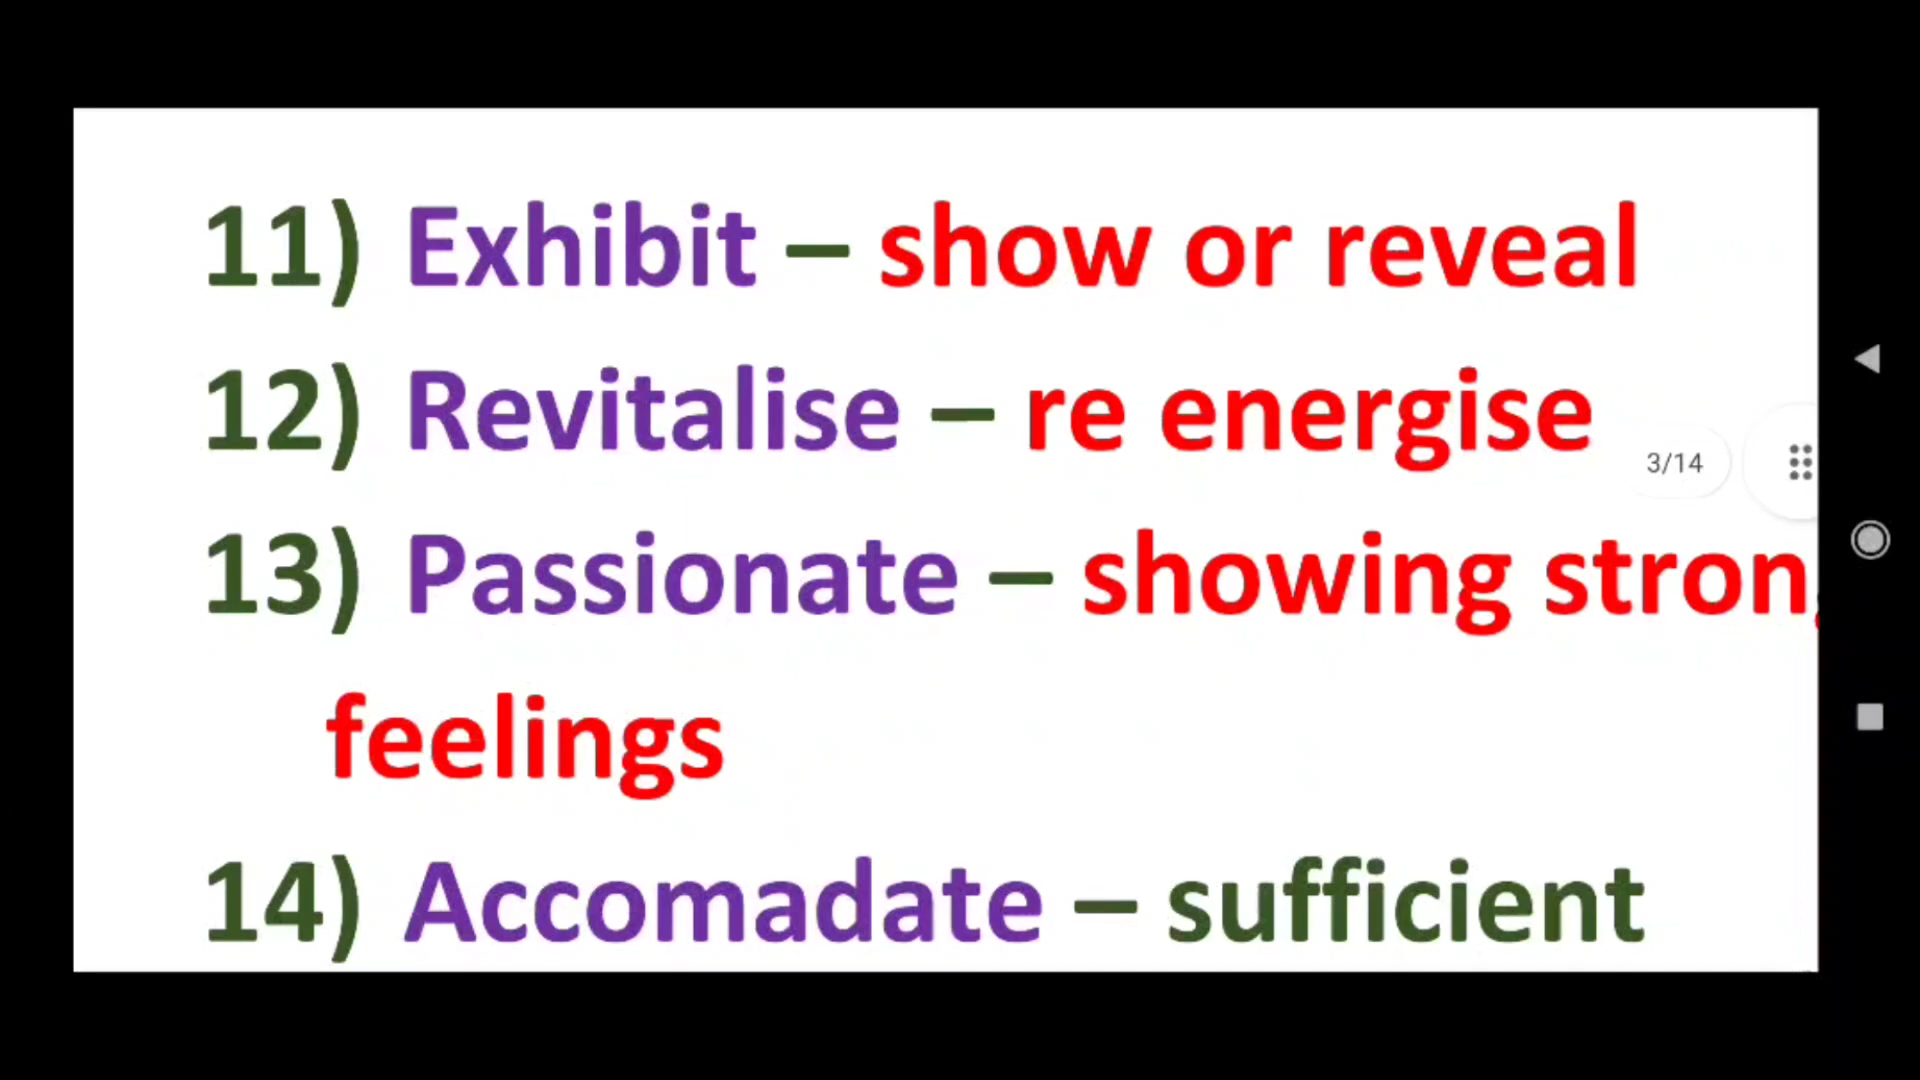 11) Exhibit – show or reveal
12) Revitalise – re energise
3/14
13) Passionate – showing stron
feelings
14) Accomadate – sufficient